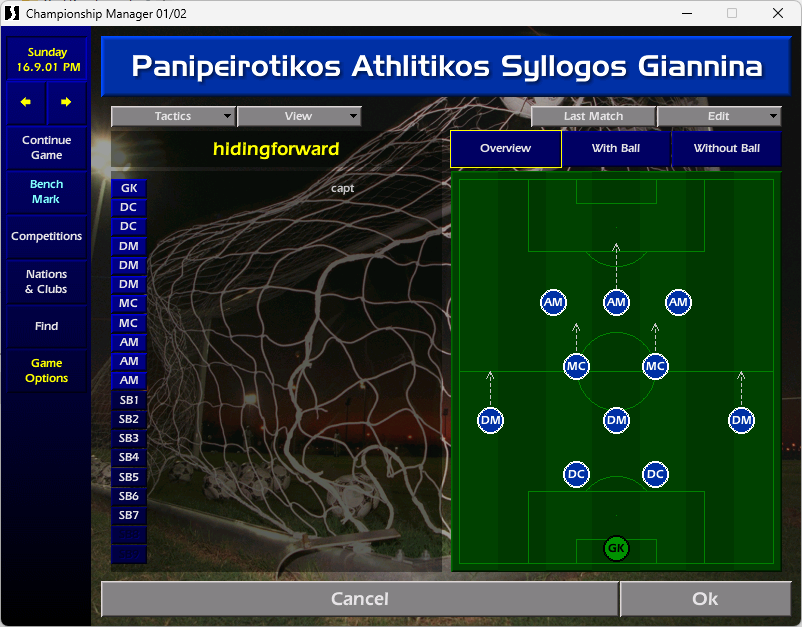 Championship Manager 01/02
Sunday
16.9.01 PM
Continue
Game
Bench
Mark
Competitions
Nations
& Clubs
Find
Game
Options
Panipeirotikos Athlitikos Syllogos Giannina
Tactics View Last Match Edit
hidingforward
Overview With Ball Without Ball
GK capt
DC
DC
DM
DM
DM
MC
MC
AM
AM
AM
SB1
SB2
SB3
SB4
SB5
SB6
SB7
AM AM AM
MC MC
DM DM DM
DC DC
GK
Cancel Ok